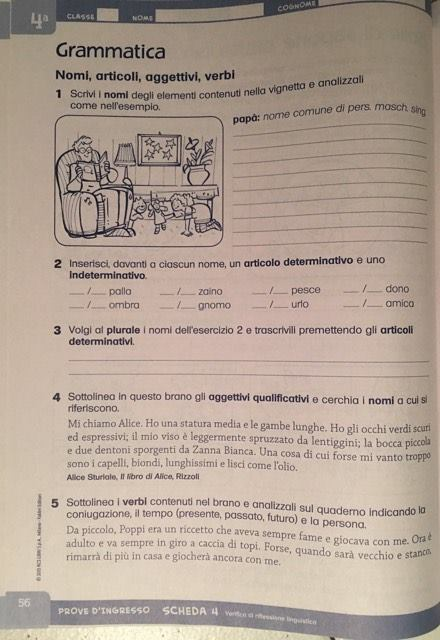 4a CLASSE NOME COGNOME
Grammatica
Nomi, articoli, aggettivi, verbi
1 Scrivi i nomi degli elementi contenuti nella vignetta e analizzali
come nell'esempio.
papà: nome comune di pers. masch. sing
2 Inserisci, davanti a ciascun nome, un articolo determinativo e uno
indeterminativo.
___/___ palla ___/___ zaino ___/___ pesce ___/___ dono
___/___ ombra ___/___ gnomo ___/___ urlo ___/___ amica
3 Volgi al plurale i nomi dell'esercizio 2 e trascrivili premettendo gli articoli
determinativi.
4 Sottolinea in questo brano gli aggettivi qualificativi e cerchia i nomi a cui si
riferiscono.
Mi chiamo Alice. Ho una statura media e le gambe lunghe. Ho gli occhi verdi scuri
ed espressivi; il mio viso è leggermente spruzzato da lentiggini; la bocca piccola
e due dentoni sporgenti da Zanna Bianca. Una cosa di cui forse mi vanto troppo
sono i capelli, biondi, lunghissimi e lisci come l'olio.
Alice Sturiale, Il libro di Alice, Rizzoli
5 Sottolinea i verbi contenuti nel brano e analizzali sul quaderno indicando la
coniugazione, il tempo (presente, passato, futuro) e la persona.
Da piccolo, Poppi era un riccetto che aveva sempre fame e giocava con me. Ora è
adulto e va sempre in giro a caccia di topi. Forse, quando sarà vecchio e stanco,
rimarrà di più in casa e giocherà ancora con me.
56 PROVE D'INGRESSO SCHEDA 4 Verifica di riflessione linguistica